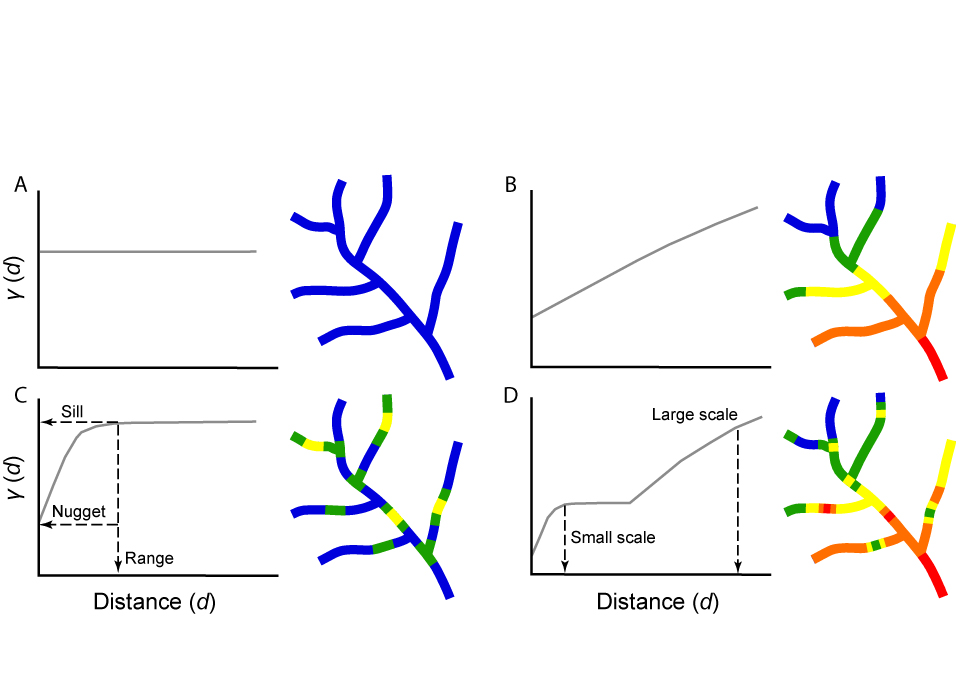 A
B
γ (d)
C
Sill
Nugget
Range
γ (d)
Distance (d)
D
Large scale
Small scale
Distance (d)